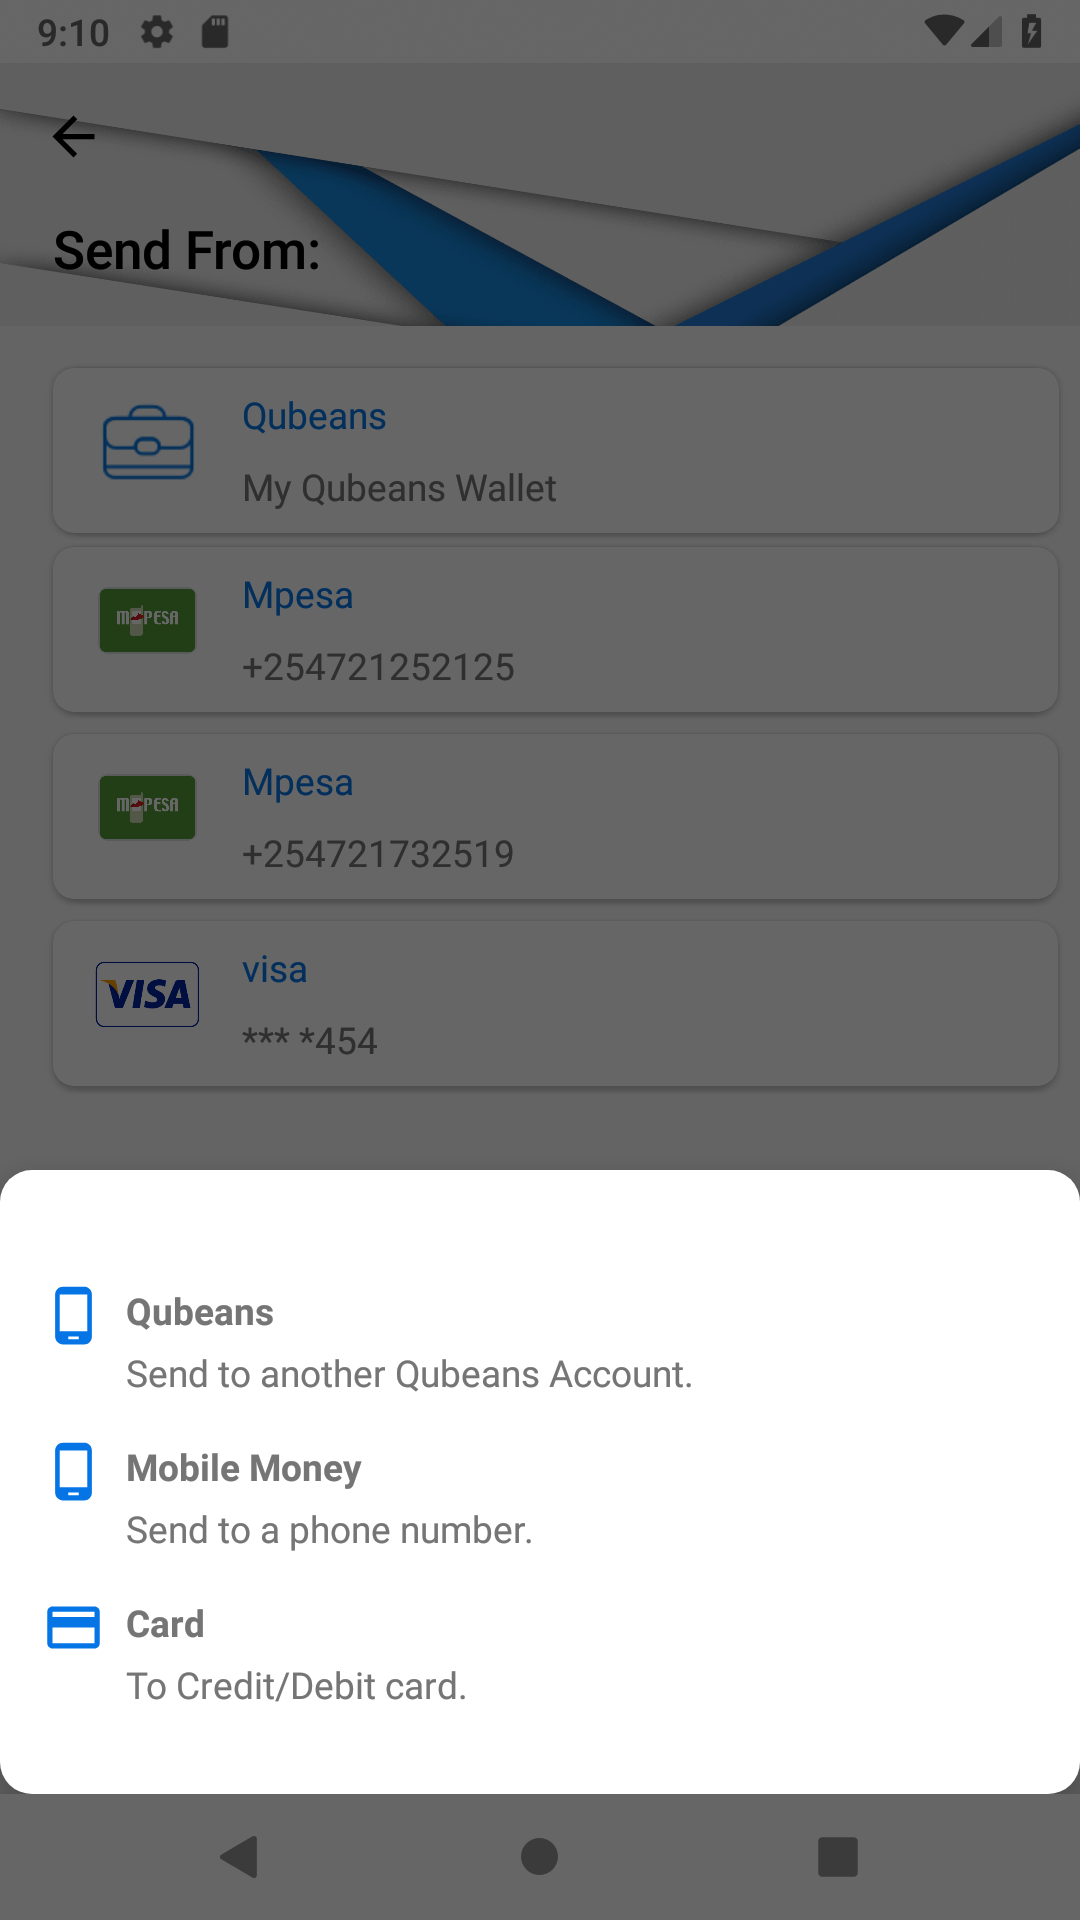 9:10
Send From:
Qubeans
My Qubeans Wallet
M-PESA
Mpesa
+254721252125
M-PESA
Mpesa
+254721732519
VISA
visa
*** *454
Qubeans
Send to another Qubeans Account.
Mobile Money
Send to a phone number.
Card
To Credit/Debit card.